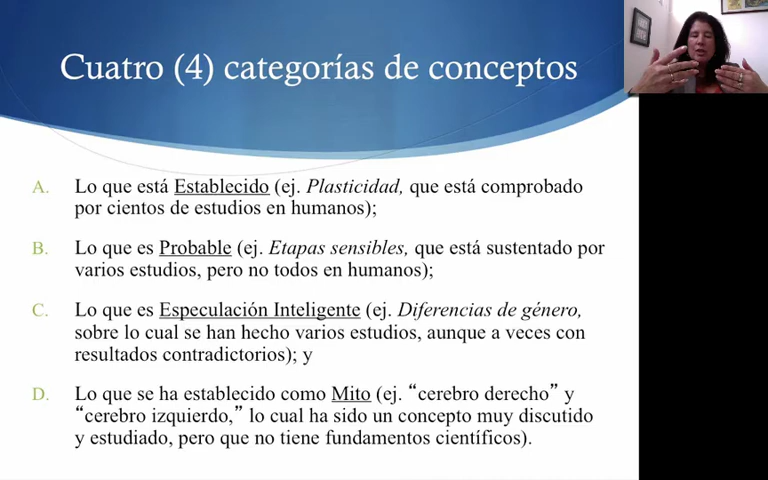 Cuatro (4) categorías de conceptos
A. Lo que está Establecido (ej. Plasticidad, que está comprobado
por cientos de estudios en humanos);
B. Lo que es Probable (ej. Etapas sensibles, que está sustentado por
varios estudios, pero no todos en humanos);
C. Lo que es Especulación Inteligente (ej. Diferencias de género,
sobre lo cual se han hecho varios estudios, aunque a veces con
resultados contradictorios); y
D. Lo que se ha establecido como Mito (ej. “cerebro derecho” y
“cerebro izquierdo,” lo cual ha sido un concepto muy discutido
y estudiado, pero que no tiene fundamentos científicos).